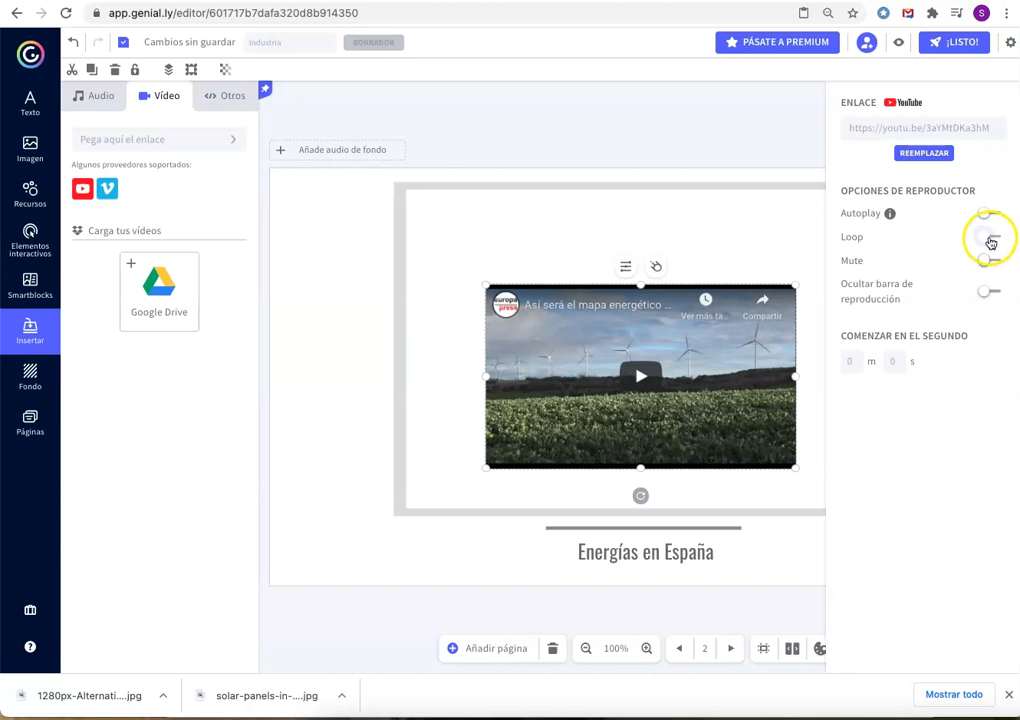 app.genial.ly/editor/601717b7dafa320d8b914350
S
Cambios sin guardar
Industria
BORRADOR
PÁSATE A PREMIUM
¡LISTO!
Texto
Imagen
Recursos
Elementos
interactivos
Smartblocks
Insertar
Fondo
Páginas
Audio
Vídeo
</> Otros
Pega aquí el enlace
Algunos proveedores soportados:
Carga tus vídeos
Google Drive
Añade audio de fondo
europa
press
Así será el mapa energético ...
Ver más ta...
Compartir
Energías en España
Añadir página
100%
2
ENLACE YouTube
https://youtu.be/3aYMtDKa3hM
REEMPLAZAR
OPCIONES DE REPRODUCTOR
Autoplay
Loop
Mute
Ocultar barra de
reproducción
COMENZAR EN EL SEGUNDO
0 m 0 s
1280px-Alternati....jpg
solar-panels-in-....jpg
Mostrar todo